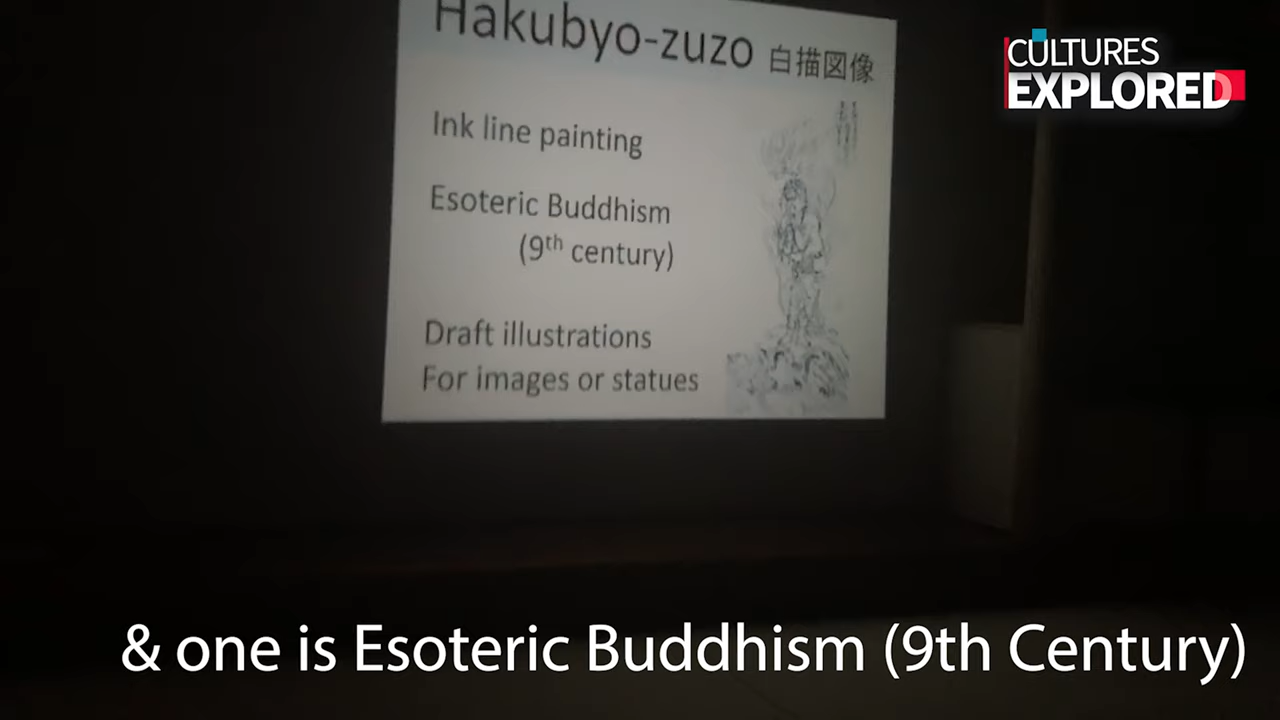 Hakubyo-zuzo 白描図像
Ink line painting
Esoteric Buddhism
(9th century)
Draft illustrations
For images or statues
CULTURES
EXPLORED
& one is Esoteric Buddhism (9th Century)